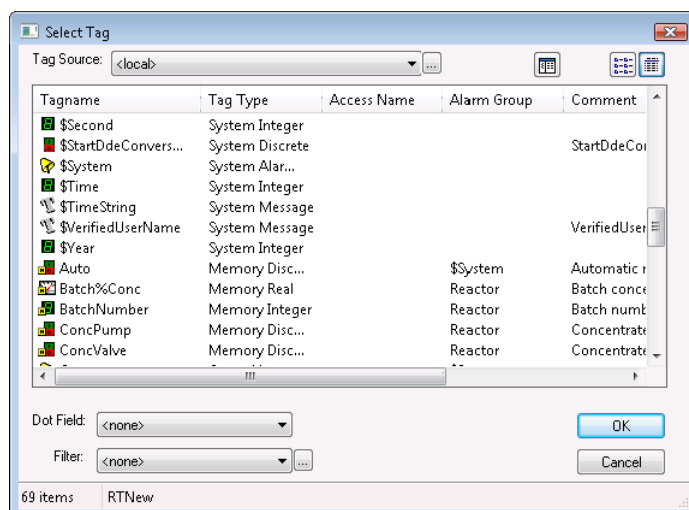 Select Tag
Tag Source: <local> ...
Tagname Tag Type Access Name Alarm Group Comment
$Second System Integer
$StartDdeConvers... System Discrete StartDdeCon
$System System Alar...
$Time System Integer
$TimeString System Message
$VerifiedUserName System Message VerifiedUser
$Year System Integer
Auto Memory Disc... $System Automatic
Batch%Conc Memory Real Reactor Batch conce
BatchNumber Memory Integer Reactor Batch numb
ConcPump Memory Disc... Reactor Concentrate
ConcValve Memory Disc... Reactor Concentrate
Dot Field: <none> OK
Filter: <none> ... Cancel
69 items RTNew